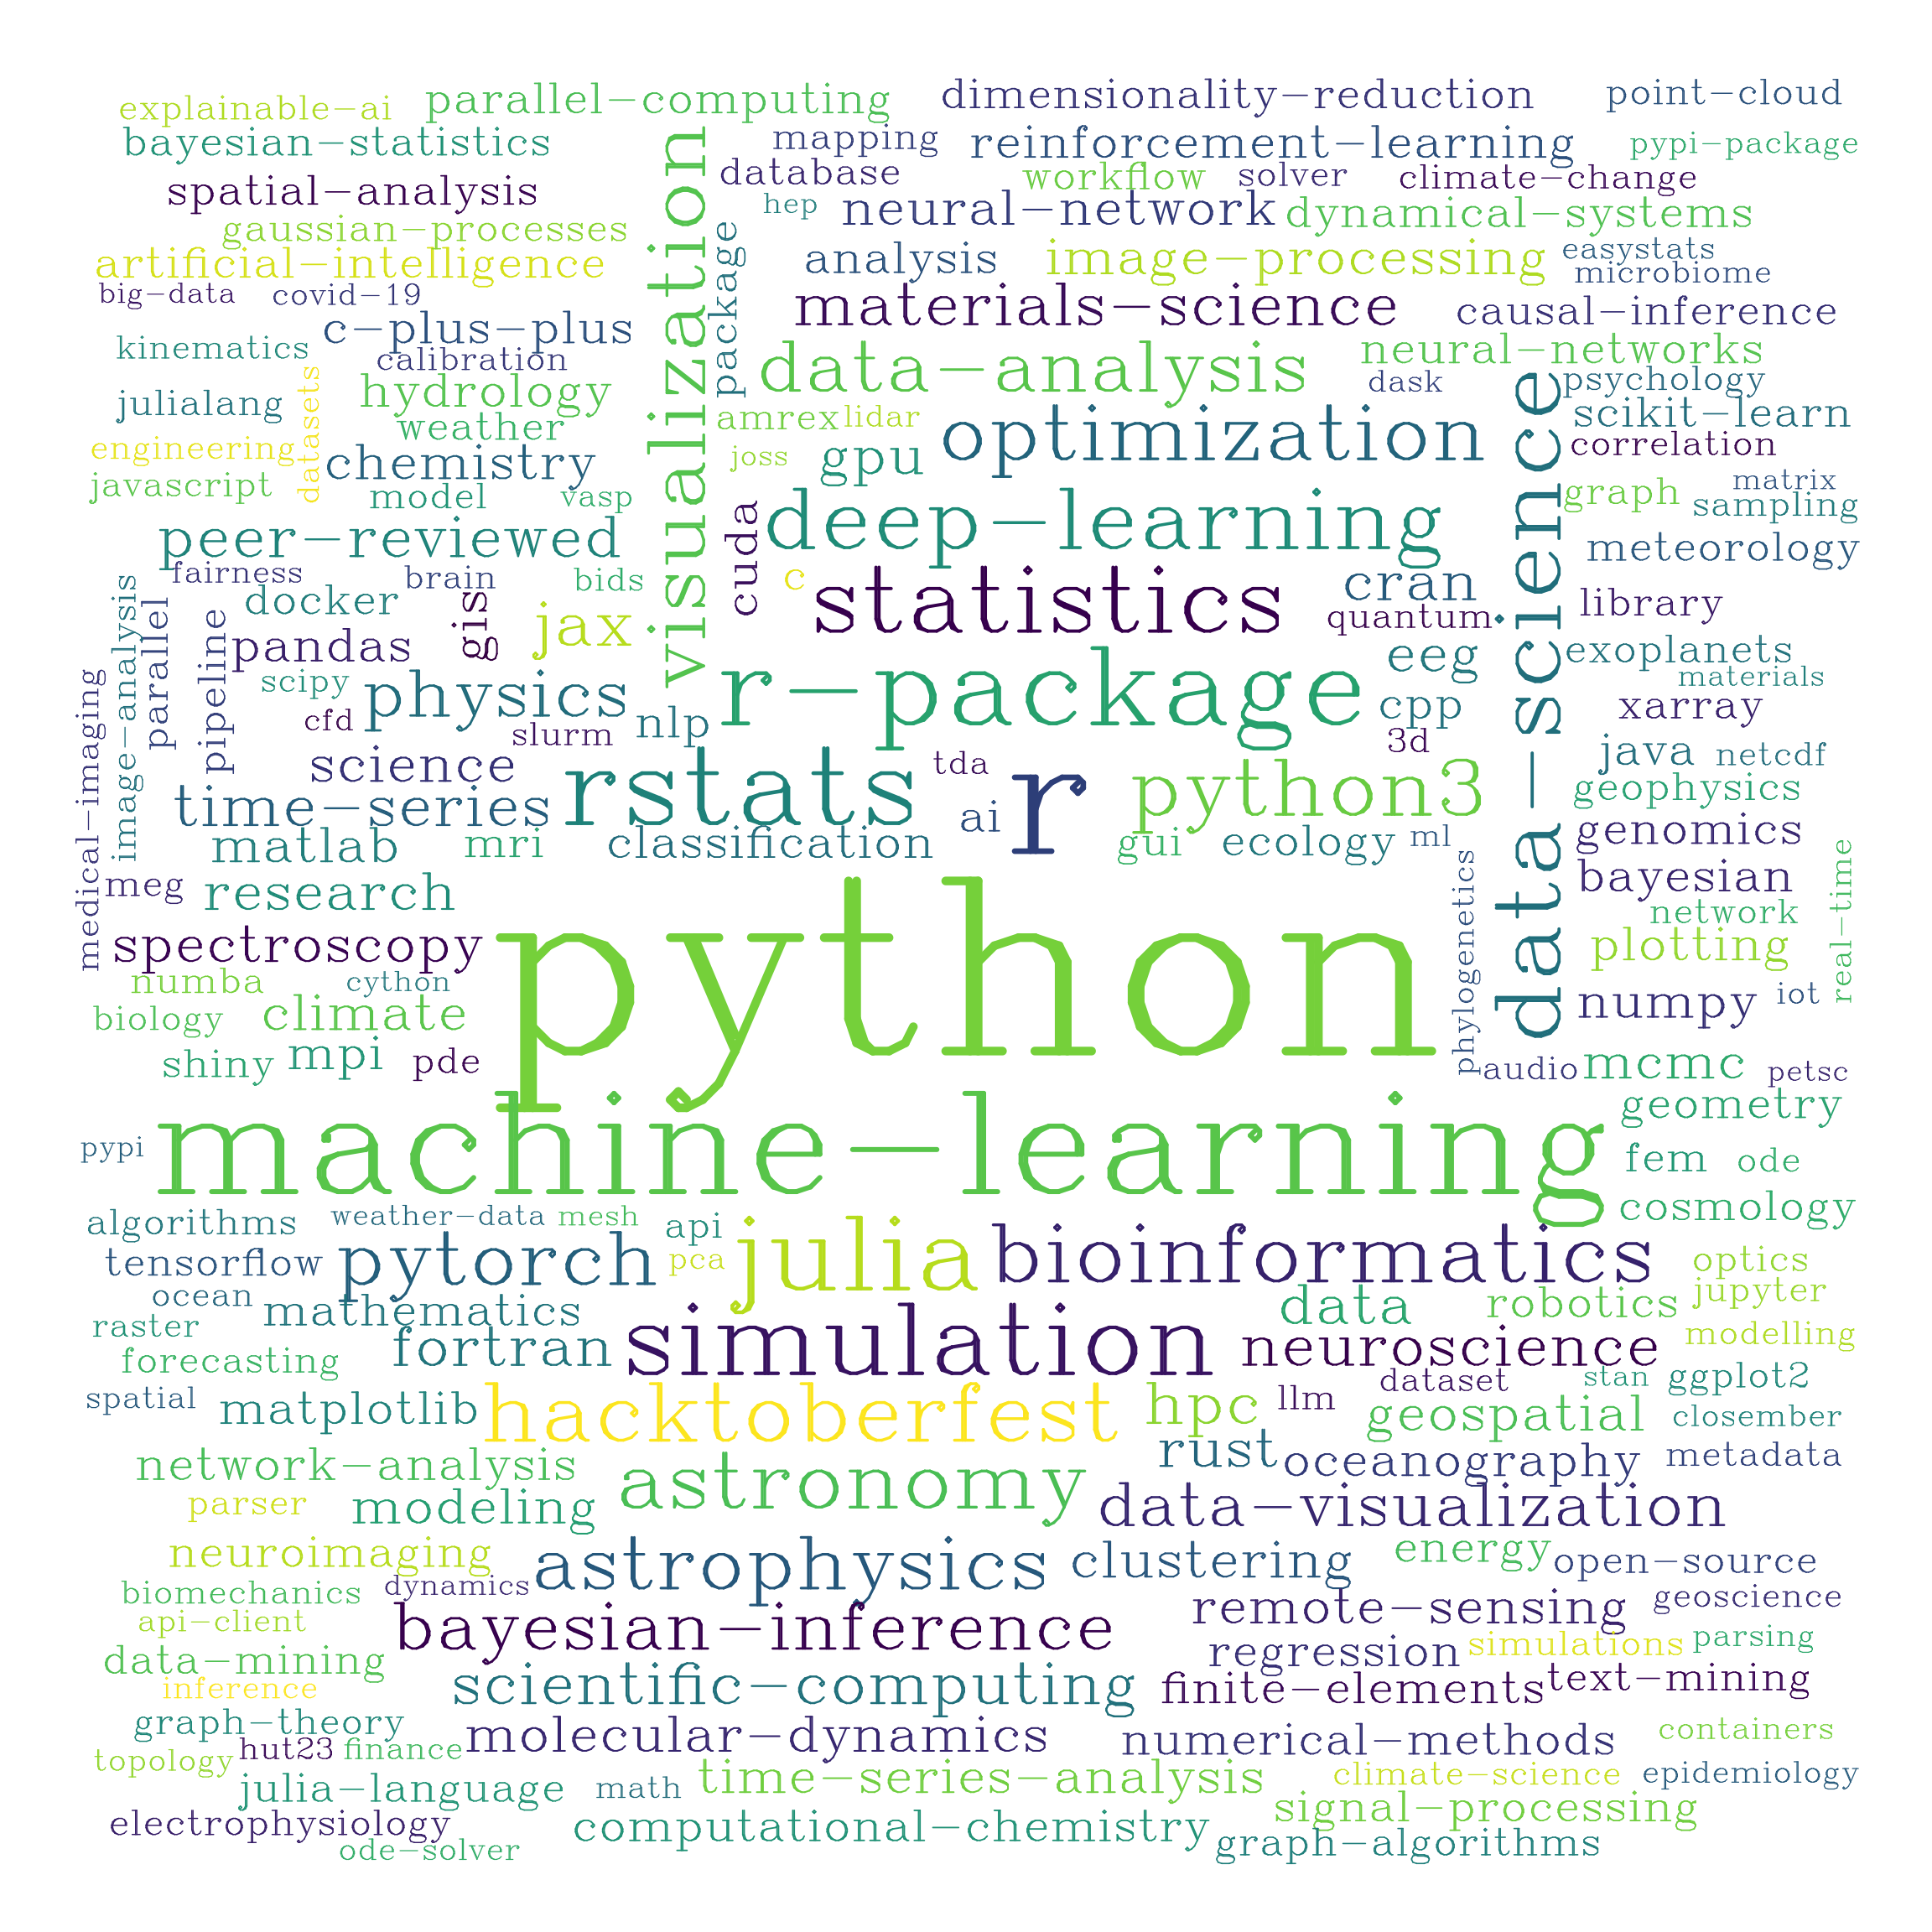 explainable-ai
parallel-computing
dimensionality-reduction
point-cloud
bayesian-statistics
mapping
reinforcement-learning
pypi-package
spatial-analysis
database
workflow
solver
climate-change
visualization
hep
neural-network
dynamical-systems
gaussian-processes
package
artificial-intelligence
analysis
image-processing
easystats
microbiome
big-data
covid-19
c-plus-plus
materials-science
causal-inference
kinematics
calibration
data-analysis
neural-networks
datasets
hydrology
dask
psychology
julialang
weather
amrex
lidar
optimization
data-science
scikit-learn
engineering
chemistry
joss
gpu
correlation
javascript
model
vasp
matrix
graph
sampling
peer-reviewed
cuda
deep-learning
meteorology
fairness
brain
bids
c
statistics
cran
library
image-analysis
parallel
pipeline
docker
gis
jax
quantum
pandas
r-package
eeg
exoplanets
medical-imaging
scipy
physics
materials
cfd
slurm
nlp
cpp
xarray
science
rstats
tda
r
3d
java
netcdf
time-series
ai
python3
geophysics
matlab
mri
classification
gui
ecology
ml
genomics
meg
research
phylogenetics
bayesian
real-time
network
spectroscopy
python
plotting
numba
cython
numpy
iot
biology
climate
shiny
mpi
pde
audio
mcmc
petsc
machine-learning
geometry
pypi
fem
ode
cosmology
algorithms
weather-data
mesh
api
julia
bioinformatics
tensorflow
pytorch
pca
optics
ocean
mathematics
data
robotics
jupyter
raster
fortran
simulation
neuroscience
modelling
forecasting
dataset
stan
ggplot2
spatial
matplotlib
hacktoberfest
hpc
llm
geospatial
closember
network-analysis
rust
oceanography
metadata
parser
modeling
astronomy
data-visualization
neuroimaging
astrophysics
clustering
energy
open-source
biomechanics
dynamics
geoscience
api-client
bayesian-inference
remote-sensing
data-mining
regression
simulations
parsing
inference
scientific-computing
finite-elements
text-mining
graph-theory
molecular-dynamics
numerical-methods
containers
topology
hut23
finance
julia-language
math
time-series-analysis
climate-science
epidemiology
electrophysiology
computational-chemistry
signal-processing
ode-solver
graph-algorithms